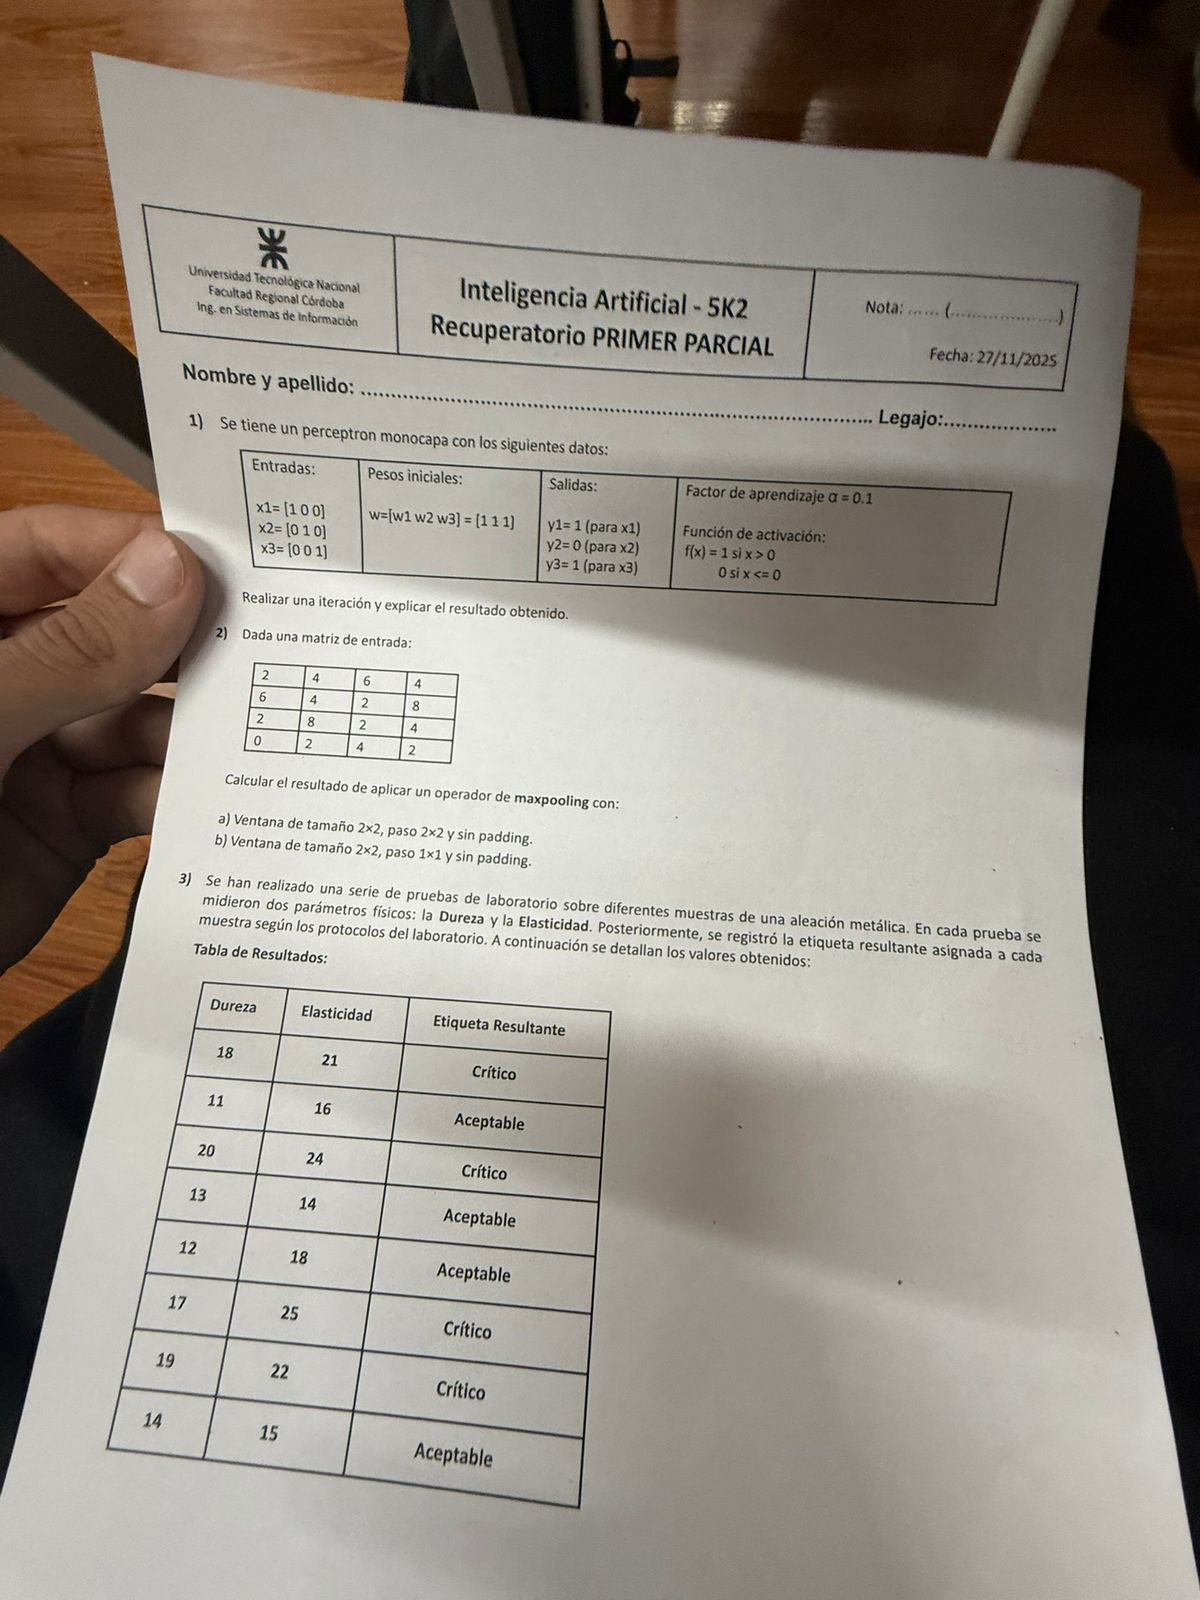 Universidad Tecnológica Nacional
Facultad Regional Córdoba
Ing. en Sistemas de Información
Inteligencia Artificial - 5K2
Recuperatorio PRIMER PARCIAL
Nota: ...... (.....................)
Fecha: 27/11/2025
Nombre y apellido: ........................................................................................ Legajo:...................
1) Se tiene un perceptron monocapa con los siguientes datos:
Entradas:
x1= [1 0 0]
x2= [0 1 0]
x3= [0 0 1]
Pesos iniciales:
w=[w1 w2 w3] = [1 1 1]
Salidas:
y1= 1 (para x1)
y2= 0 (para x2)
y3= 1 (para x3)
Factor de aprendizaje α = 0.1
Función de activación:
f(x) = 1 si x > 0
0 si x <= 0
Realizar una iteración y explicar el resultado obtenido.
2) Dada una matriz de entrada:
2 4 6 4
6 4 2 8
2 8 2 4
0 2 4 2
Calcular el resultado de aplicar un operador de maxpooling con:
a) Ventana de tamaño 2×2, paso 2×2 y sin padding.
b) Ventana de tamaño 2×2, paso 1×1 y sin padding.
3) Se han realizado una serie de pruebas de laboratorio sobre diferentes muestras de una aleación metálica. En cada prueba se
midieron dos parámetros físicos: la Dureza y la Elasticidad. Posteriormente, se registró la etiqueta resultante asignada a cada
muestra según los protocolos del laboratorio. A continuación se detallan los valores obtenidos:
Tabla de Resultados:
Dureza Elasticidad Etiqueta Resultante
18 21 Crítico
11 16 Aceptable
20 24 Crítico
13 14 Aceptable
12 18 Aceptable
17 25 Crítico
19 22 Crítico
14 15 Aceptable